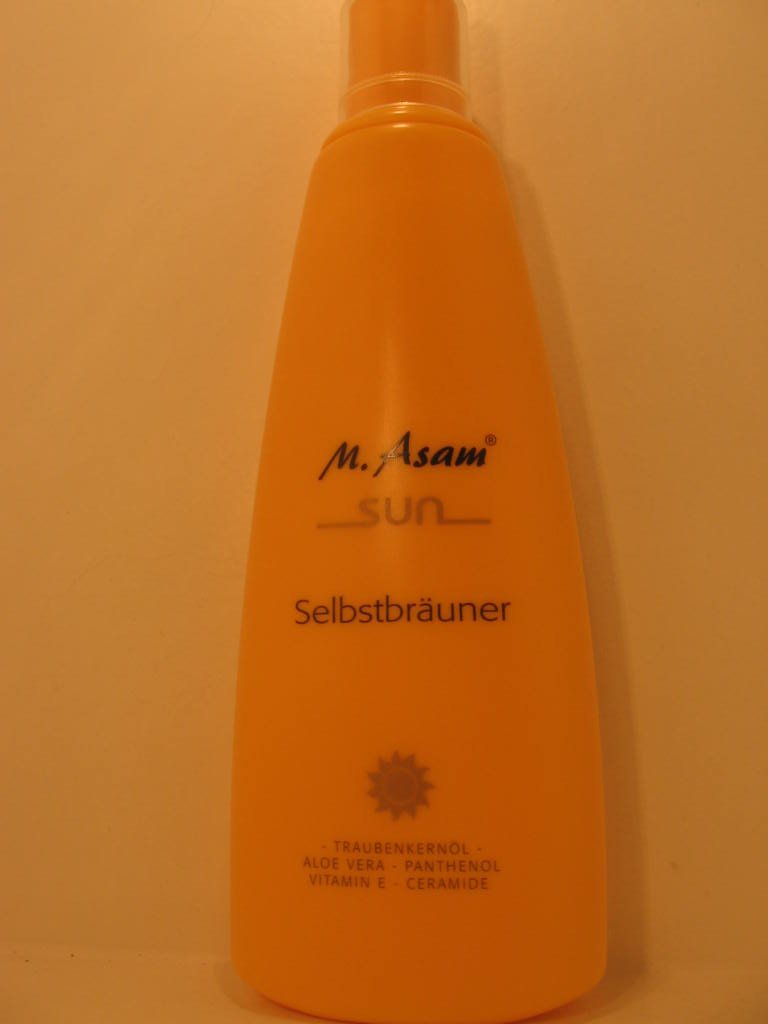 M. Asam®
sun
Selbstbräuner
- TRAUBENKERNÖL -
ALOE VERA - PANTHENOL
VITAMIN E - CERAMIDE